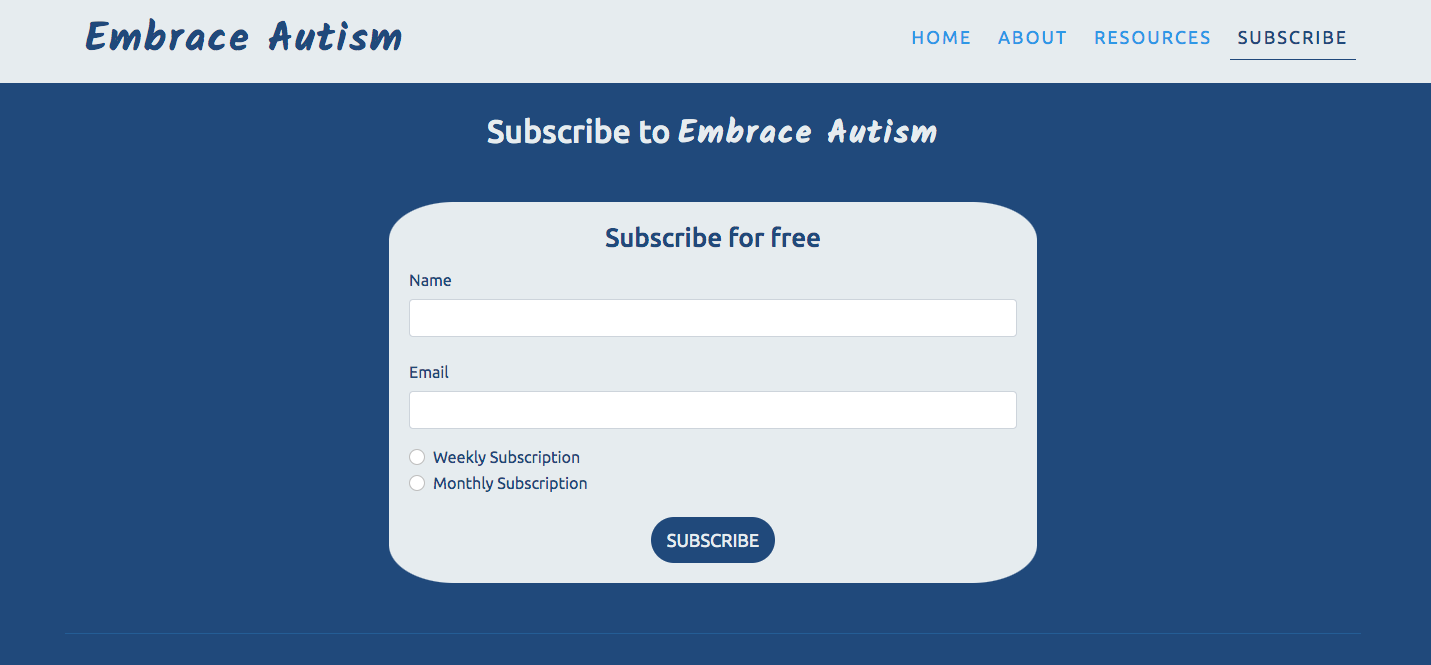 Embrace Autism
HOME ABOUT RESOURCES SUBSCRIBE
Subscribe to Embrace Autism
Subscribe for free
Name
Email
Weekly Subscription
Monthly Subscription
SUBSCRIBE